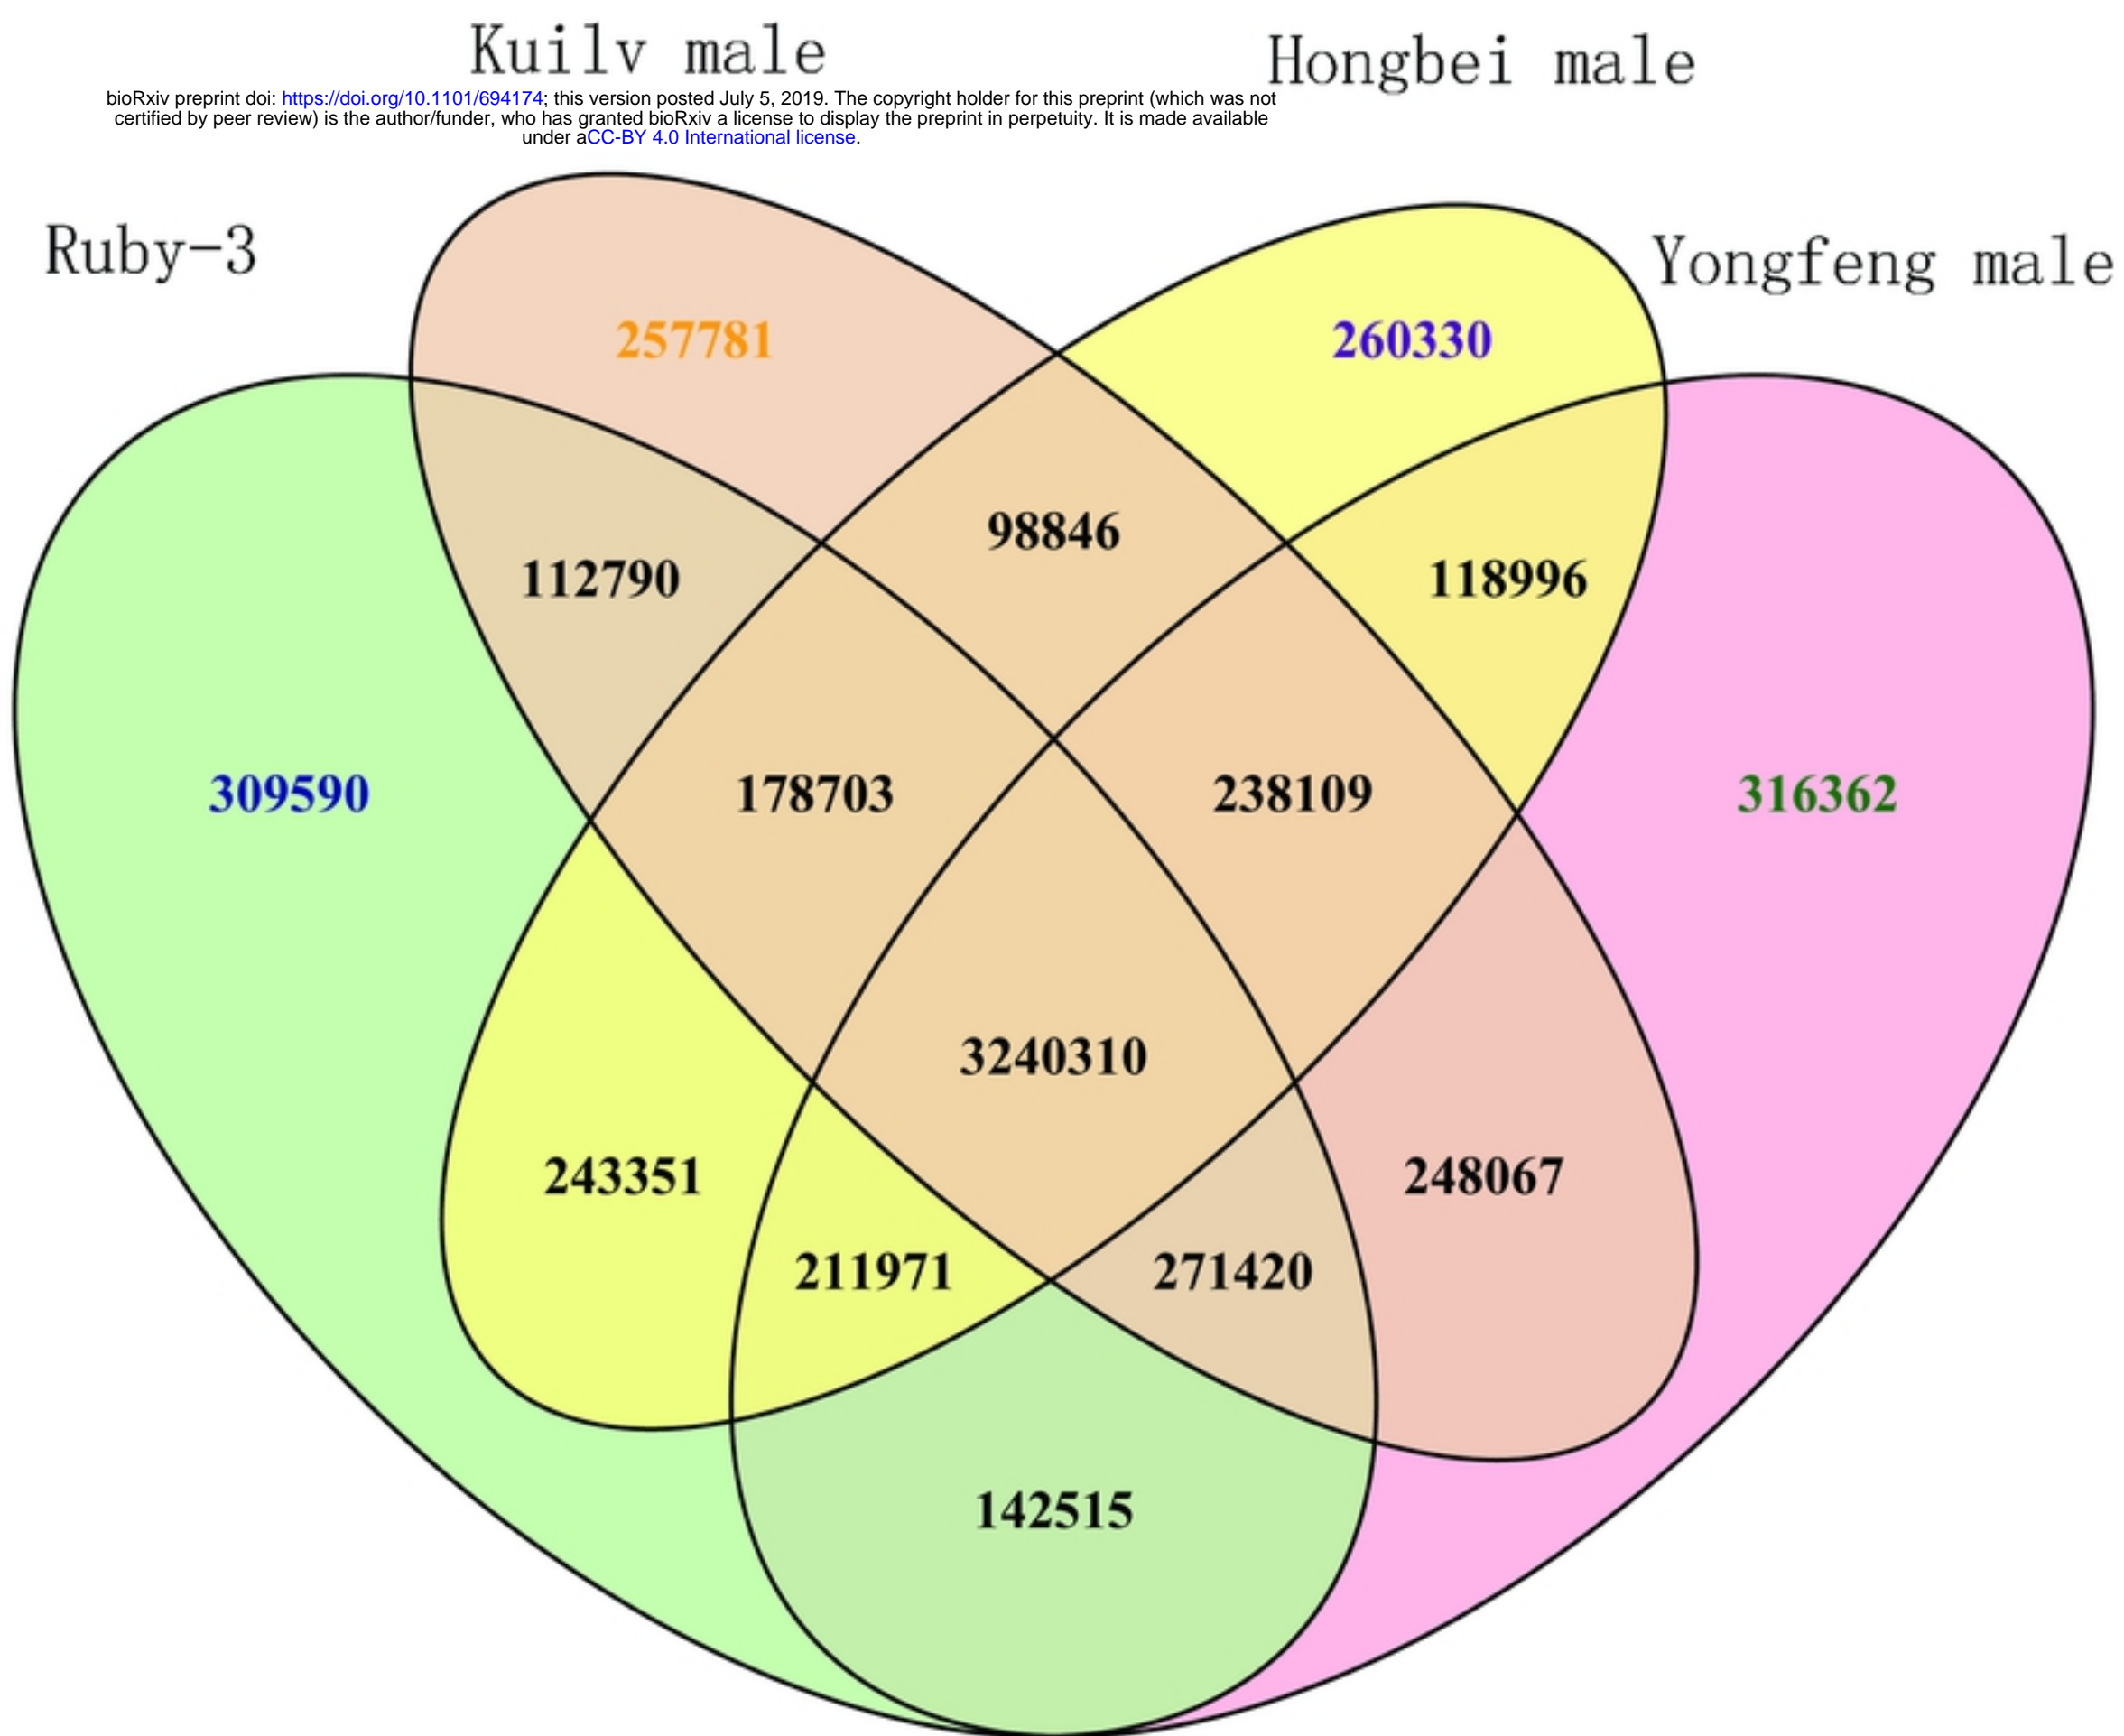 Kuilv male
Hongbei male
bioRxiv preprint doi: https://doi.org/10.1101/694174; this version posted July 5, 2019. The copyright holder for this preprint (which was not
certified by peer review) is the author/funder, who has granted bioRxiv a license to display the preprint in perpetuity. It is made available
under aCC-BY 4.0 International license.
Ruby-3
Yongfeng male
257781
260330
98846
112790
118996
309590
178703
238109
316362
3240310
243351
248067
211971
271420
142515